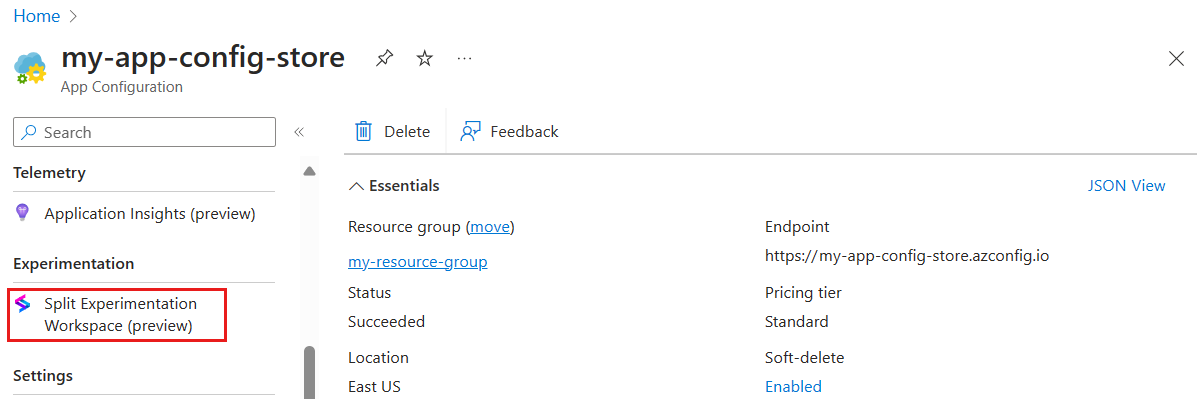 Home
my-app-config-store
App Configuration
Search
Delete
Feedback
Telemetry
Application Insights (preview)
Experimentation
Split Experimentation
Workspace (preview)
Settings
Essentials
JSON View
Resource group (move)
my-resource-group
Endpoint
https://my-app-config-store.azconfig.io
Status
Succeeded
Pricing tier
Standard
Location
East US
Soft-delete
Enabled